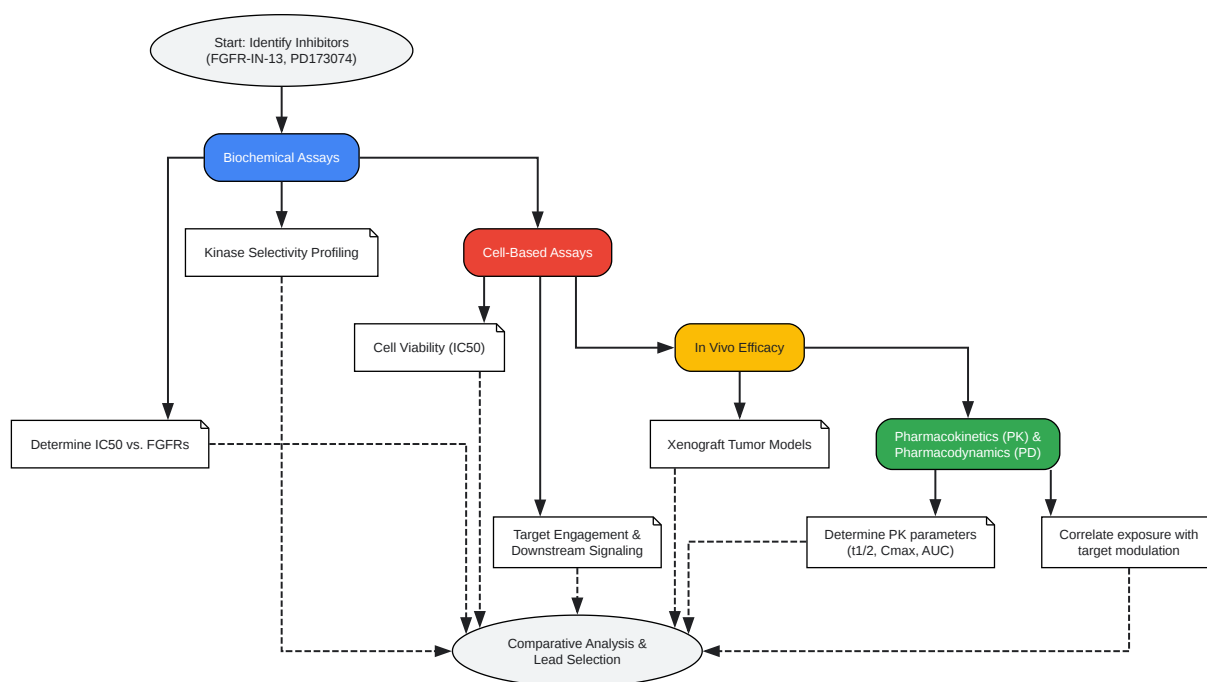 Start: Identify Inhibitors
(FGFR-IN-13, PD173074)
Biochemical Assays
Kinase Selectivity Profiling
Cell-Based Assays
Cell Viability (IC50)
In Vivo Efficacy
Determine IC50 vs. FGFRs
Xenograft Tumor Models
Pharmacokinetics (PK) &
Pharmacodynamics (PD)
Target Engagement &
Downstream Signaling
Determine PK parameters
(t1/2, Cmax, AUC)
Correlate exposure with
target modulation
Comparative Analysis &
Lead Selection